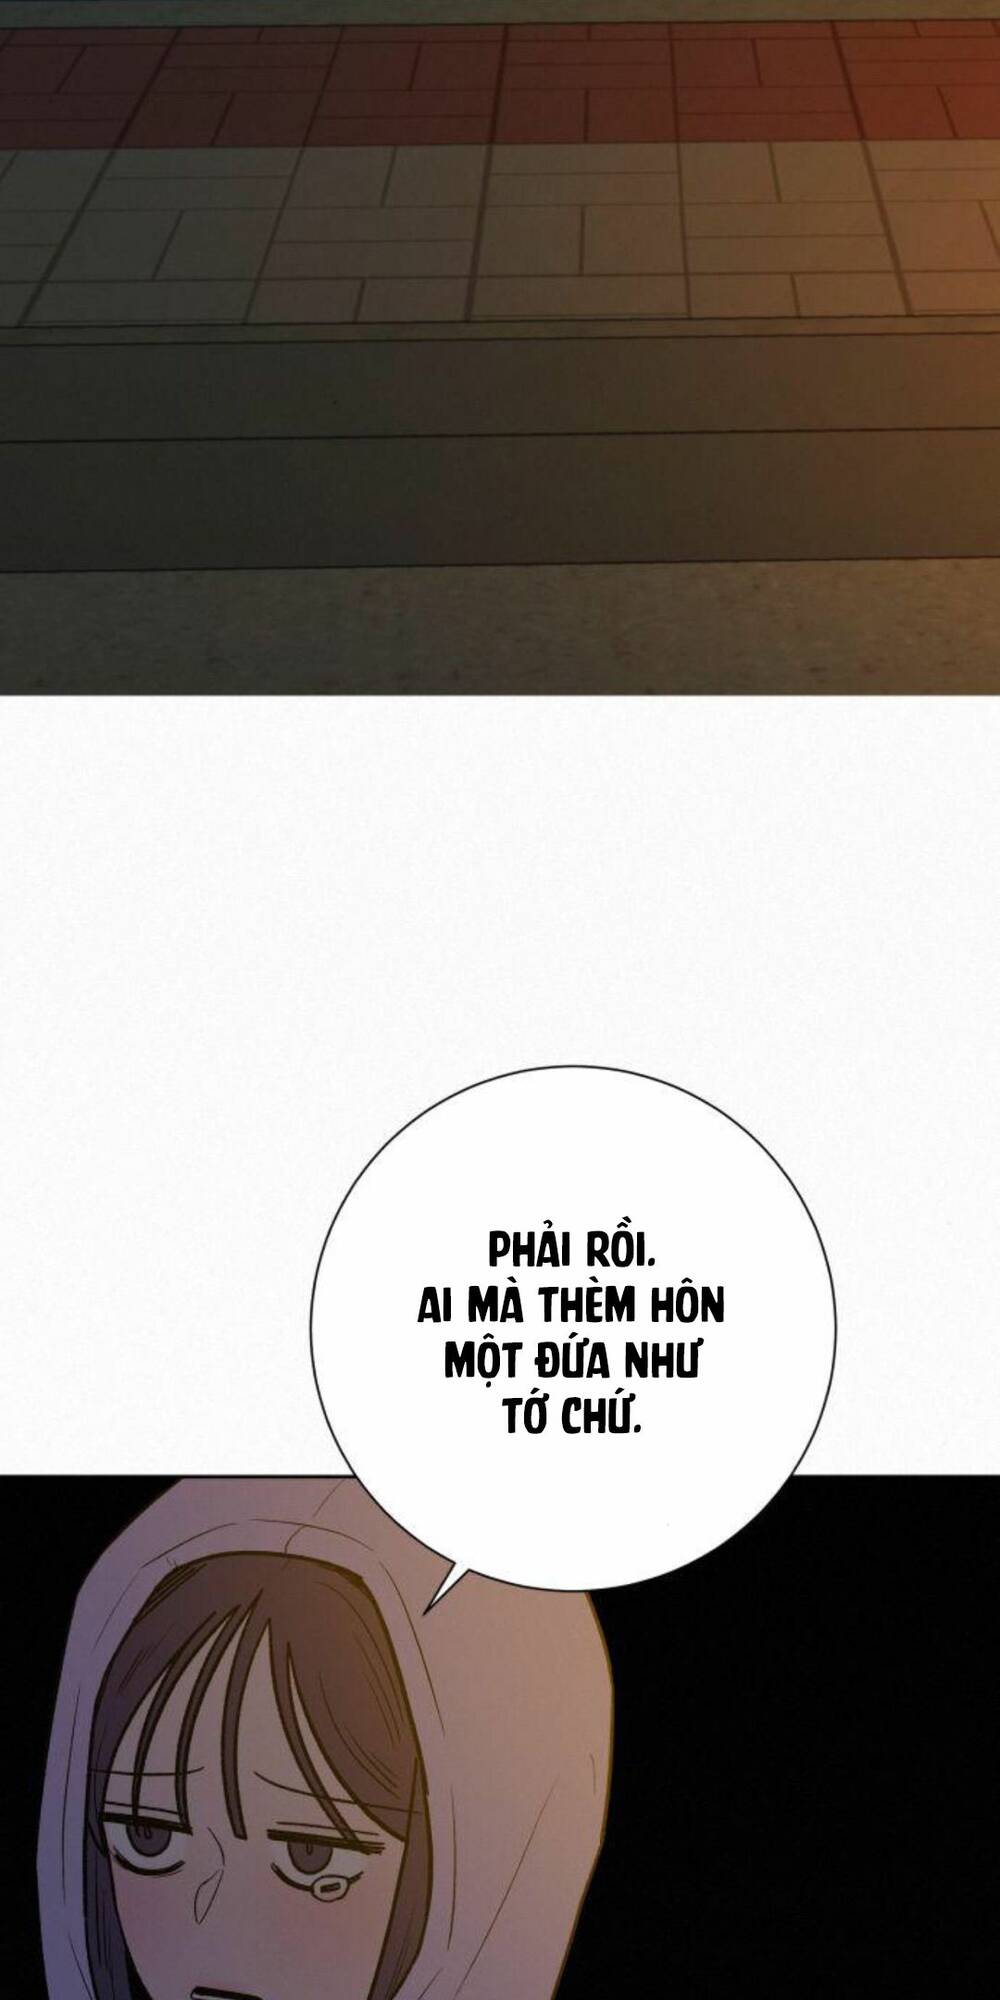 PHẢI RỒI.
AI MÀ THÈM HÔN
MỘT ĐỨA NHƯ
TỚ CHỨ.